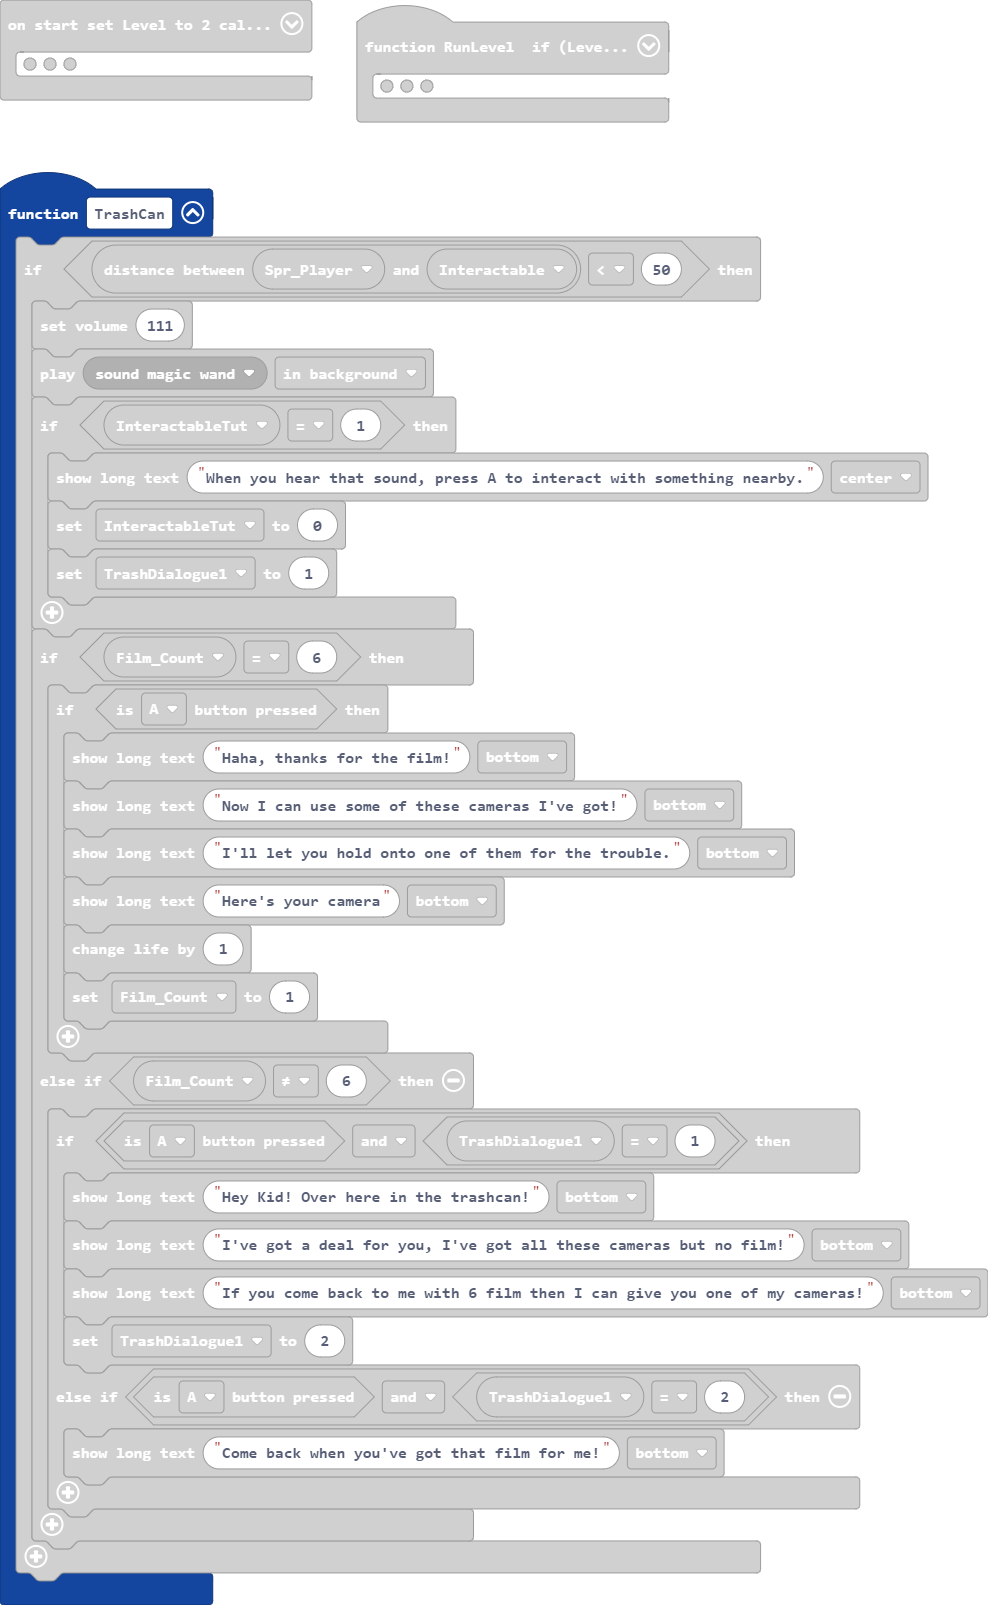 on start set Level to 2 cal...
function RunLevel if (Leve...
function TrashCan
if distance between Spr_Player and Interactable < 50 then
set volume 111
play sound magic wand in background
if InteractableTut = 1 then
show long text "When you hear that sound, press A to interact with something nearby." center
set InteractableTut to 0
set TrashDialogue1 to 1
if Film_Count = 6 then
if is A button pressed then
show long text "Haha, thanks for the film!" bottom
show long text "Now I can use some of these cameras I've got!" bottom
show long text "I'll let you hold onto one of them for the trouble." bottom
show long text "Here's your camera" bottom
change life by 1
set Film_Count to 1
else if Film_Count ≠ 6 then
if is A button pressed and TrashDialogue1 = 1 then
show long text "Hey Kid! Over here in the trashcan!" bottom
show long text "I've got a deal for you, I've got all these cameras but no film!" bottom
show long text "If you come back to me with 6 film then I can give you one of my cameras!" bottom
set TrashDialogue1 to 2
else if is A button pressed and TrashDialogue1 = 2 then
show long text "Come back when you've got that film for me!" bottom